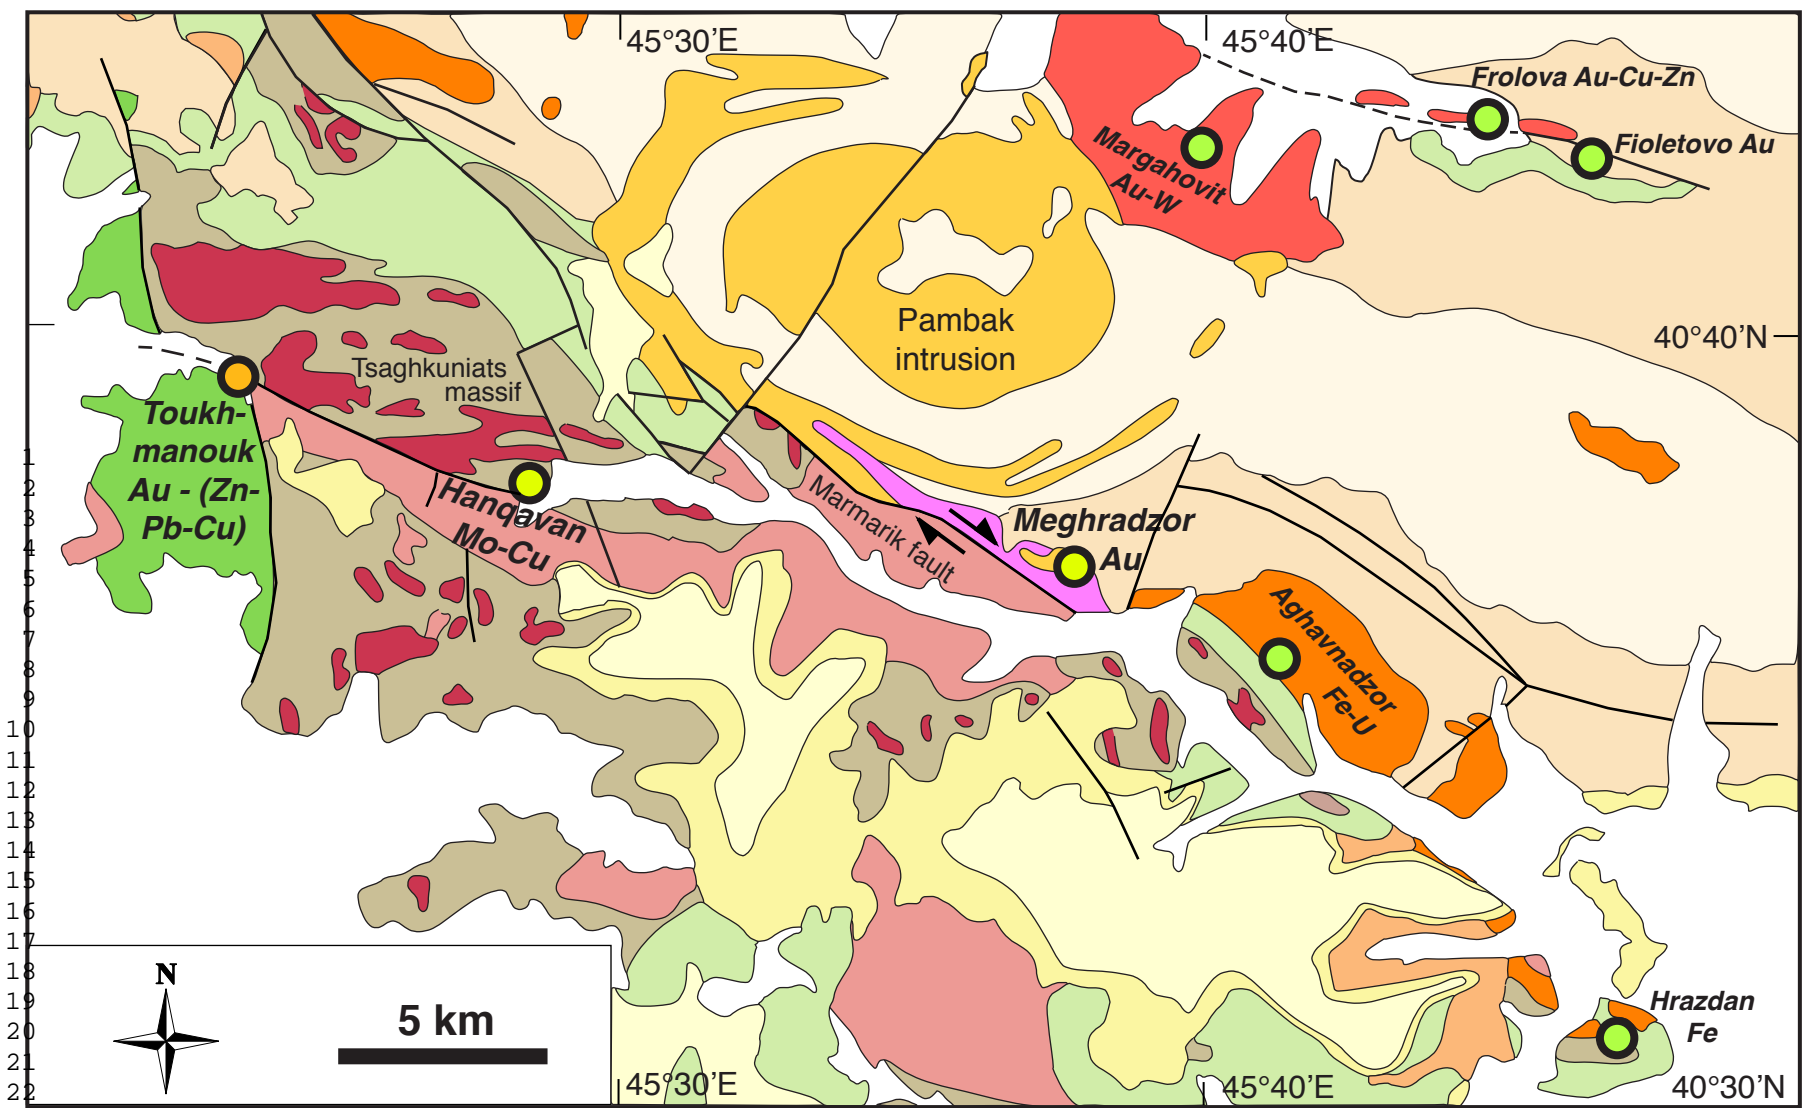 45°30'E
45°40'E
Frolova Au-Cu-Zn
Fioletovo Au
Margahovit
Au-W
Pambak
intrusion
40°40'N
Tsaghkuniats
massif
Toukh-
manouk
Au - (Zn-
Pb-Cu)
Hanqavan
Mo-Cu
Marmarik fault
Meghradzor
Au
Aghavnadzor
Fe-U
1
2
3
4
5
6
7
8
9
10
11
12
13
14
15
16
17
18
19
20
21
22
N
5 km
Hrazdan
Fe
45°30'E
45°40'E
40°30'N